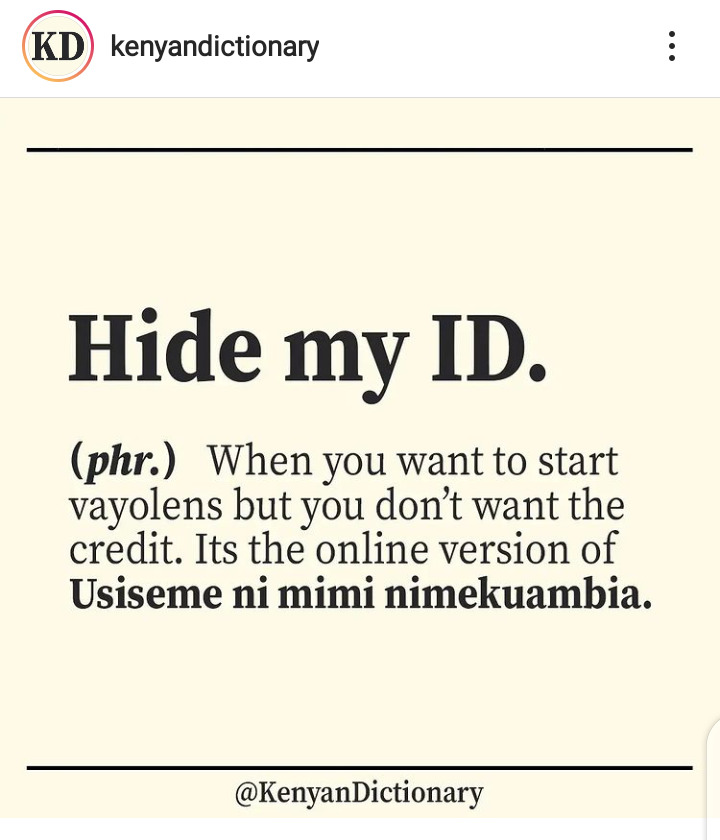 KD kenyandictionary
Hide my ID.
(phr.) When you want to start
vayolens but you don’t want the
credit. Its the online version of
Usiseme ni mimi nimekuambia.
@KenyanDictionary